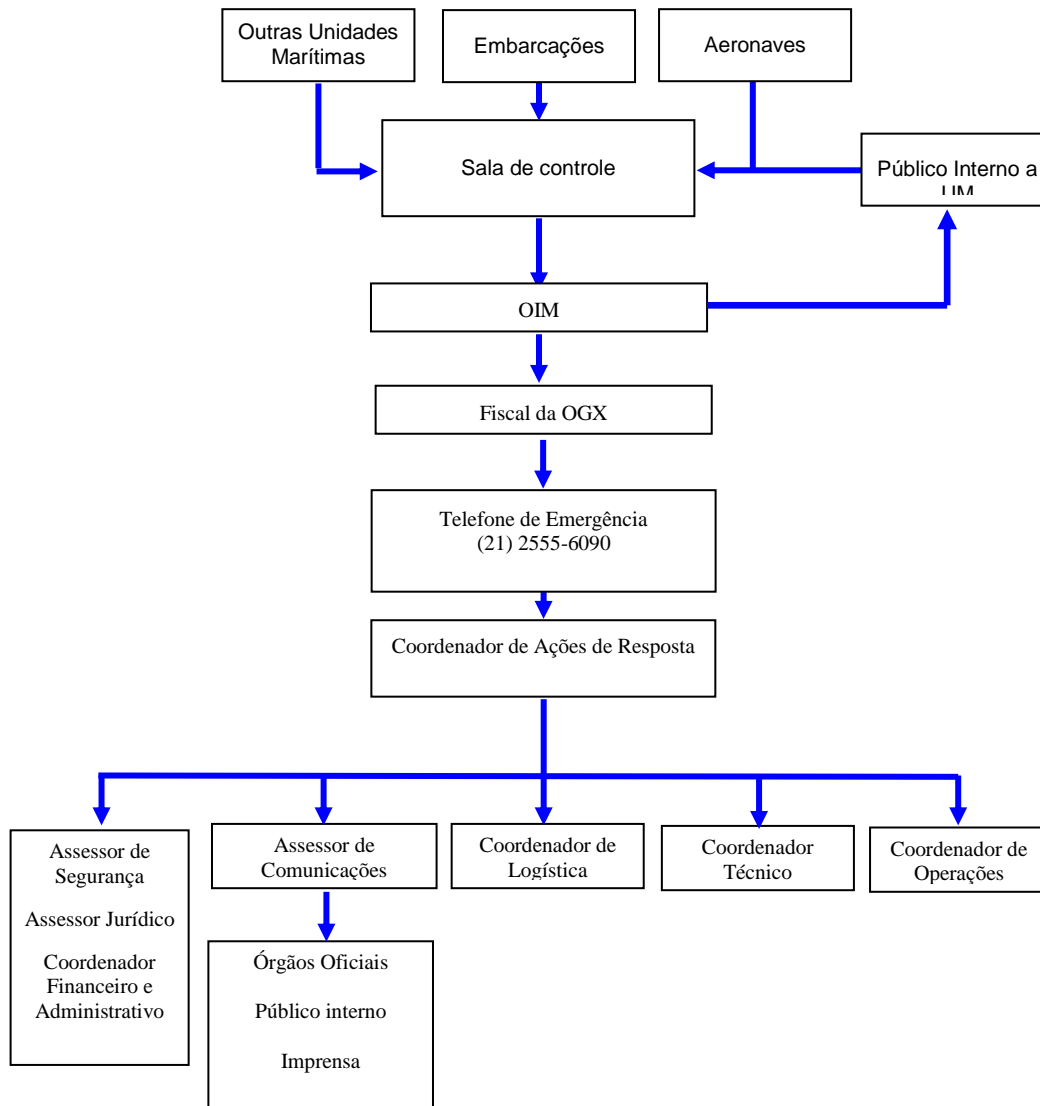 Outras Unidades
Marítimas
Embarcações
Aeronaves
Sala de controle
Público Interno a
UM
OIM
Fiscal da OGX
Telefone de Emergência
(21) 2555-6090
Coordenador de Ações de Resposta
Assessor de
Segurança
Assessor Jurídico
Coordenador
Financeiro e
Administrativo
Assessor de
Comunicações
Coordenador de
Logística
Coordenador
Técnico
Coordenador de
Operações
Órgãos Oficiais
Público interno
Imprensa